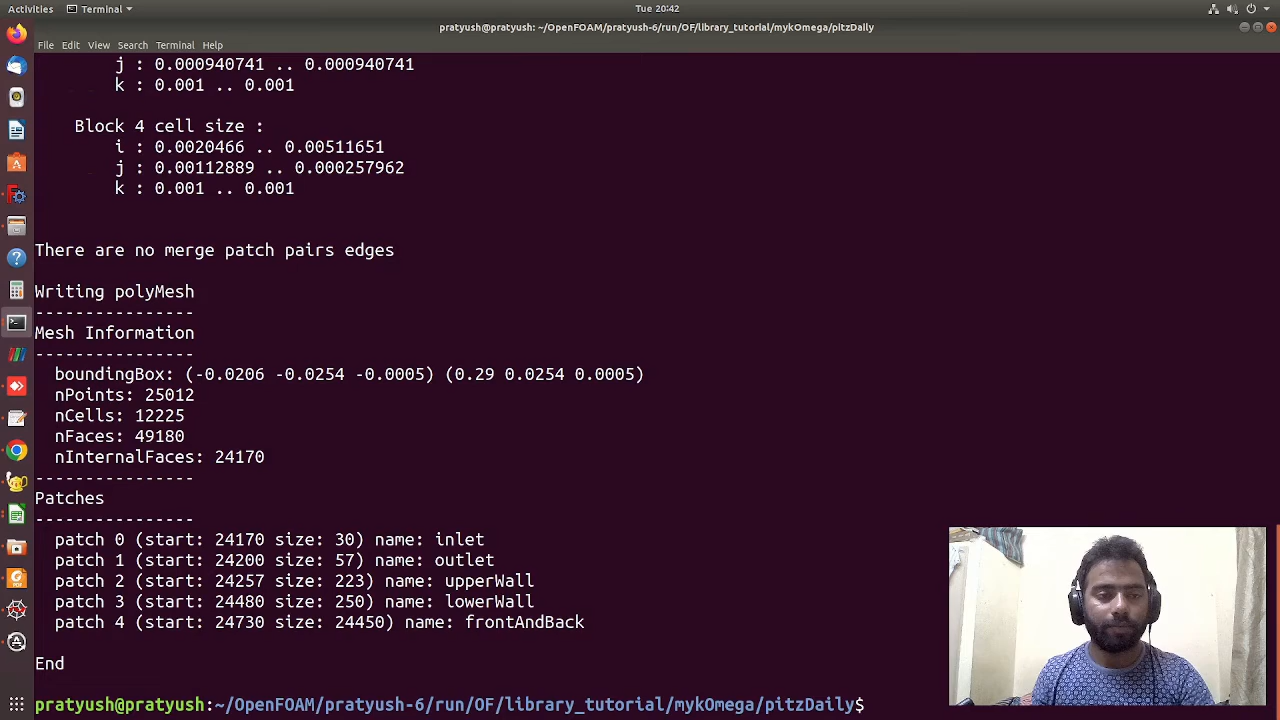 Activities
Terminal
Tue 20:42
pratyush@pratyush: ~/OpenFOAM/pratyush-6/run/OF/library_tutorial/mykOmega/pitzDaily
File Edit View Search Terminal Help
j : 0.000940741 .. 0.000940741
k : 0.001 .. 0.001
Block 4 cell size :
i : 0.0020466 .. 0.00511651
j : 0.00112889 .. 0.000257962
k : 0.001 .. 0.001
There are no merge patch pairs edges
Writing polyMesh
----------------
Mesh Information
----------------
boundingBox: (-0.0206 -0.0254 -0.0005) (0.29 0.0254 0.0005)
nPoints: 25012
nCells: 12225
nFaces: 49180
nInternalFaces: 24170
----------------
Patches
----------------
patch 0 (start: 24170 size: 30) name: inlet
patch 1 (start: 24200 size: 57) name: outlet
patch 2 (start: 24257 size: 223) name: upperWall
patch 3 (start: 24480 size: 250) name: lowerWall
patch 4 (start: 24730 size: 24450) name: frontAndBack
End
pratyush@pratyush:~/OpenFOAM/pratyush-6/run/OF/library_tutorial/mykOmega/pitzDaily$